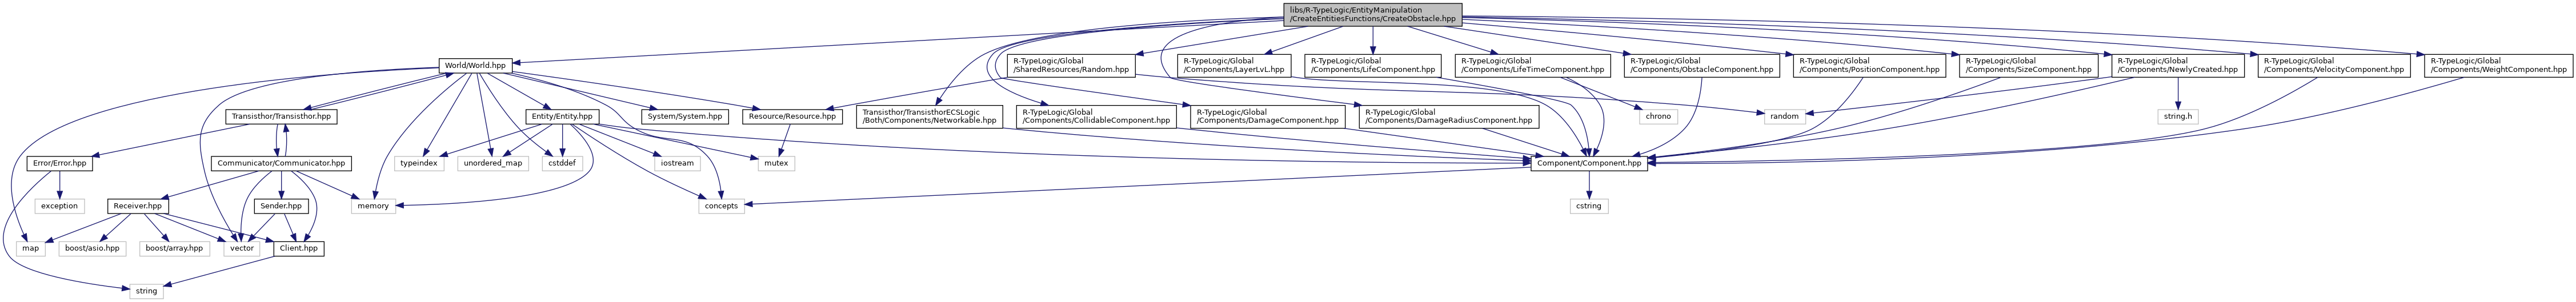 libs/R-TypeLogic/EntityManipulation
/CreateEntitiesFunctions/CreateObstacle.hpp
World/World.hpp
R-TypeLogic/Global
/SharedResources/Random.hpp
R-TypeLogic/Global
/Components/LayerLvL.hpp
R-TypeLogic/Global
/Components/LifeComponent.hpp
R-TypeLogic/Global
/Components/LifeTimeComponent.hpp
R-TypeLogic/Global
/Components/ObstacleComponent.hpp
R-TypeLogic/Global
/Components/PositionComponent.hpp
R-TypeLogic/Global
/Components/SizeComponent.hpp
R-TypeLogic/Global
/Components/NewlyCreated.hpp
R-TypeLogic/Global
/Components/VelocityComponent.hpp
R-TypeLogic/Global
/Components/WeightComponent.hpp
Transisthor/Transisthor.hpp
Entity/Entity.hpp
System/System.hpp
Resource/Resource.hpp
Transisthor/TransisthorECSLogic
/Both/Components/Networkable.hpp
R-TypeLogic/Global
/Components/CollidableComponent.hpp
R-TypeLogic/Global
/Components/DamageComponent.hpp
R-TypeLogic/Global
/Components/DamageRadiusComponent.hpp
chrono
random
string.h
Error/Error.hpp
Communicator/Communicator.hpp
typeindex
unordered_map
cstddef
iostream
mutex
Component/Component.hpp
exception
Receiver.hpp
Sender.hpp
memory
concepts
cstring
map
boost/asio.hpp
boost/array.hpp
vector
Client.hpp
string